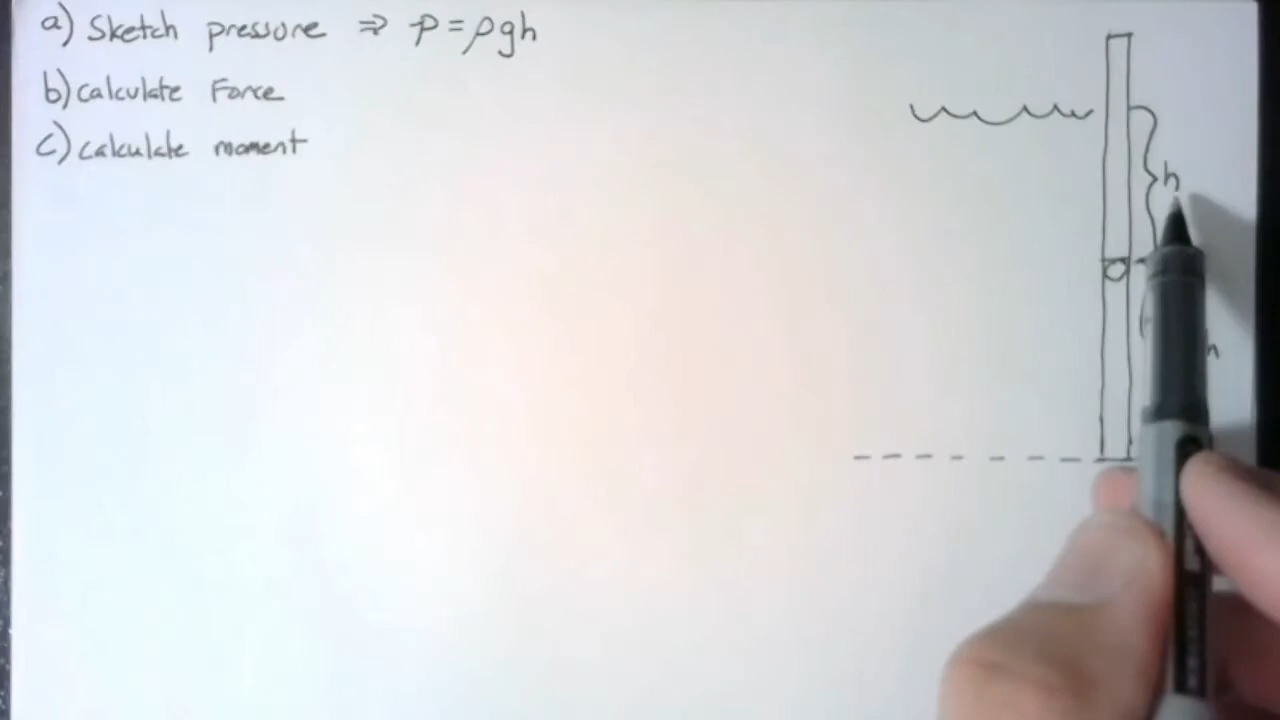 a) Sketch pressure ⇒ p = ρgh
b) Calculate Force
c) Calculate moment
h
h